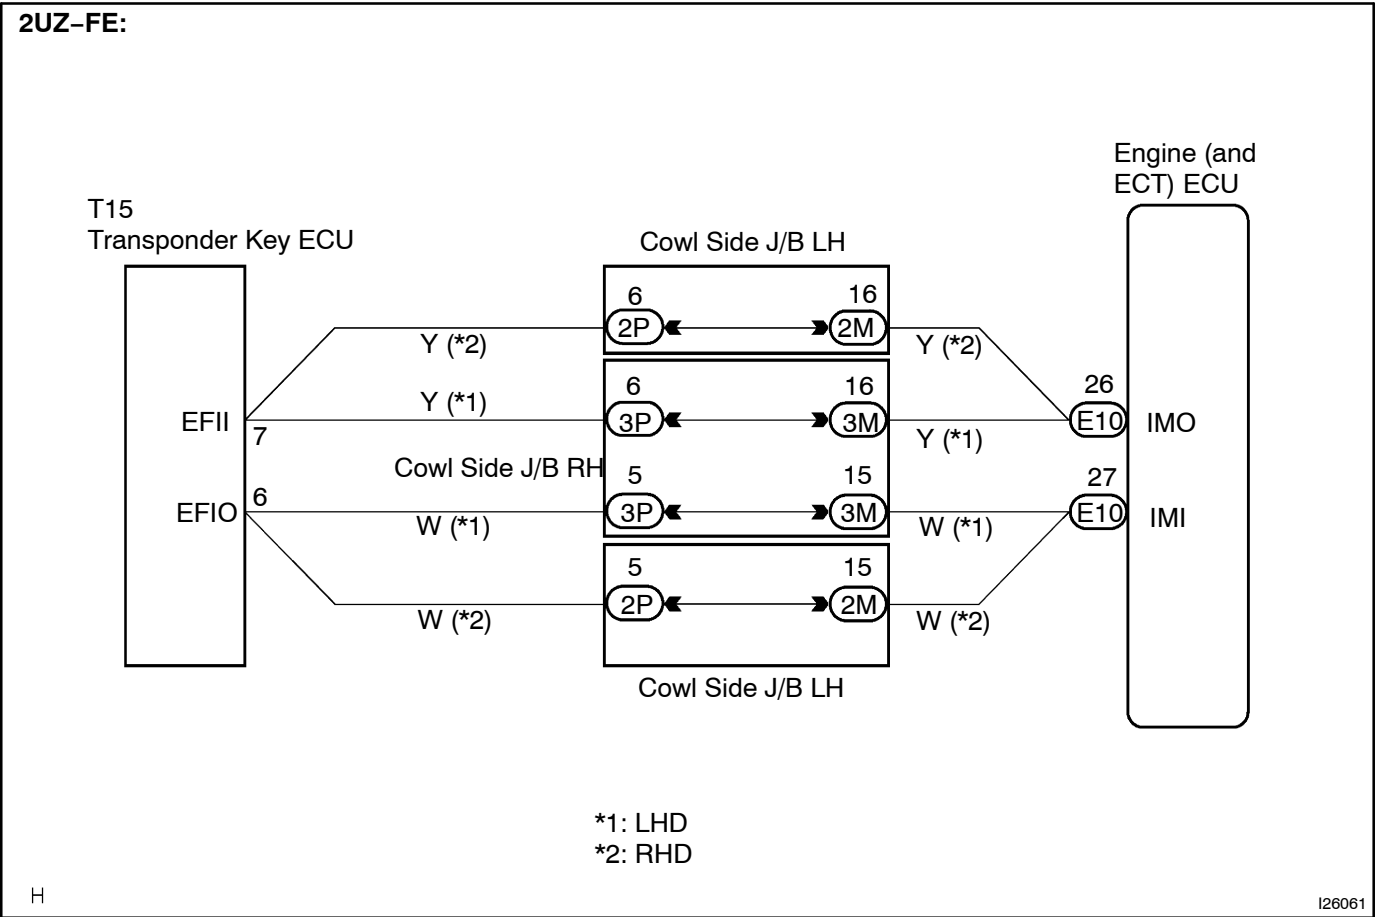 2UZ–FE:
Engine (and
ECT) ECU
T15
Transponder Key ECU
Cowl Side J/B LH
6 16
2P 2M
Y (*2) Y (*2)
6 16 26
Y (*1)
EFII 7 3P 3M E10 IMO
Y (*1)
Cowl Side J/B RH
5 15 27
EFIO 6 3P 3M E10 IMI
W (*1) W (*1)
5 15
2P 2M
W (*2) W (*2)
Cowl Side J/B LH
*1: LHD
*2: RHD
H
I26061